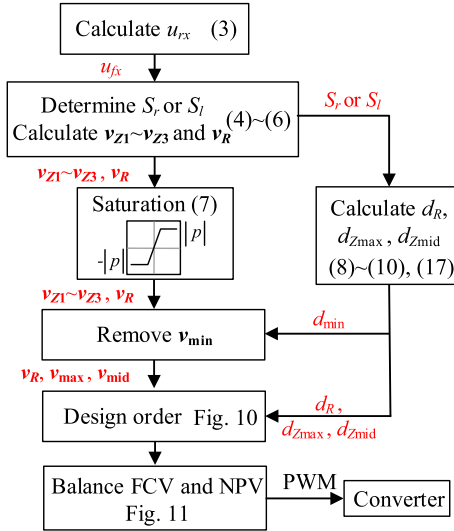 Calculate u_rx (3)
u_fx
Determine S_r or S_l
Calculate v_Z1~v_Z3 and v_R (4)~(6)
S_r or S_l
v_Z1~v_Z3 , v_R
Saturation (7)
|p|
-|p|
Calculate d_R,
d_Zmax , d_Zmid
(8)~(10), (17)
v_Z1~v_Z3 , v_R
Remove v_min
d_min
v_R, v_max , v_mid
Design order Fig. 10
d_R ,
d_Zmax , d_Zmid
Balance FCV and NPV
Fig. 11
PWM
Converter